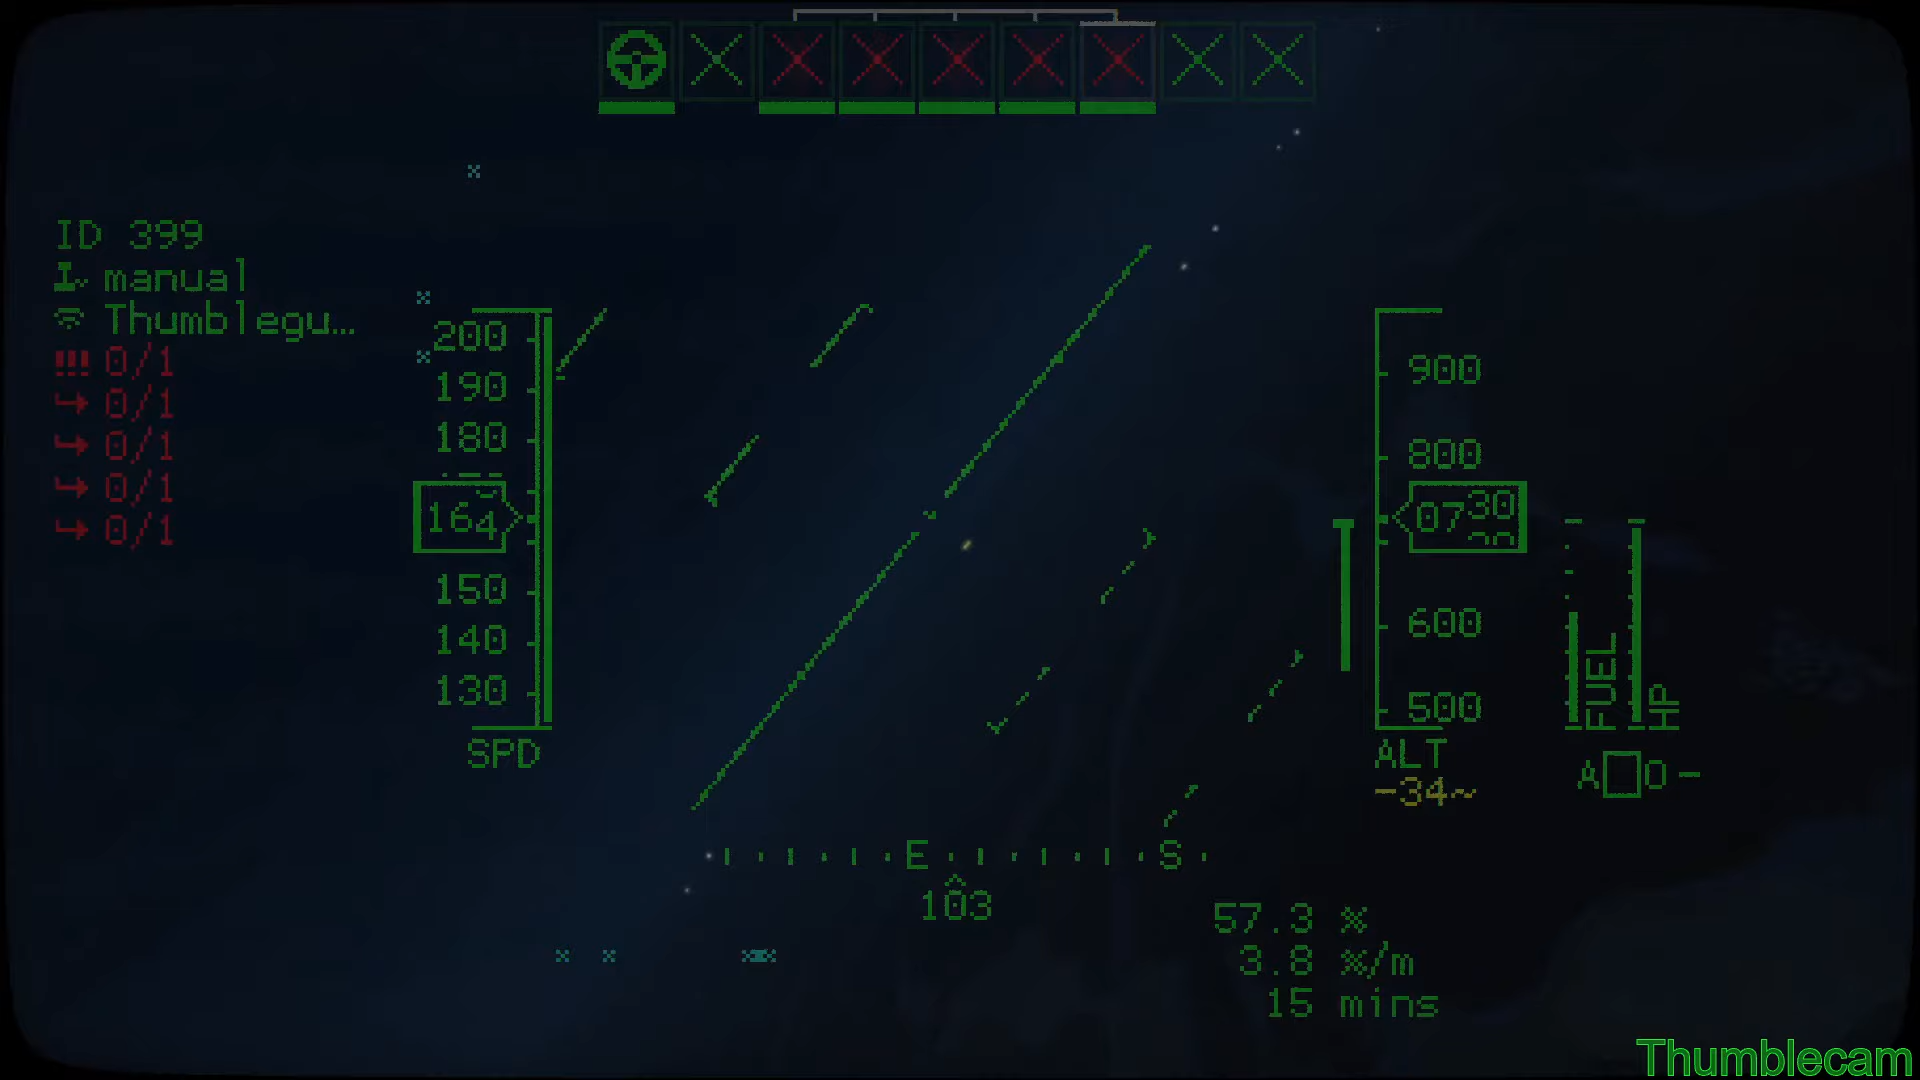 ID 399
manual
Thumblegu…
!!! 0/1
0/1
0/1
0/1
0/1
200
190
180
164
150
140
130
SPD
900
800
0730
600
500
ALT
-34~
FUEL
HP
A O -
E S
103
57.3 %
3.8 %/m
15 mins
Thumblecam